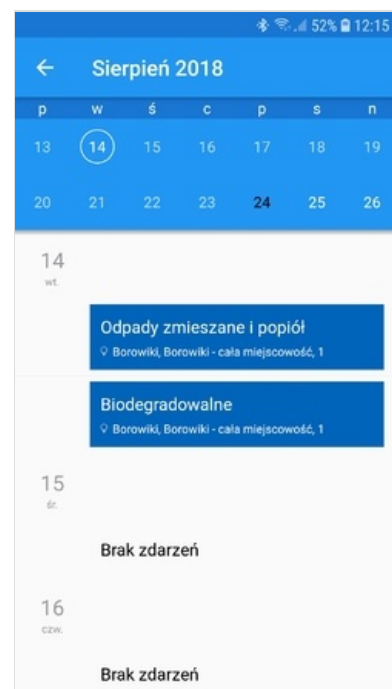 52% 12:15
Sierpień 2018
p w ś c p s n
13 14 15 16 17 18 19
20 21 22 23 24 25 26
14
wt.
Odpady zmieszane i popiół
Borowiki, Borowiki - cała miejscowość, 1
Biodegradowalne
Borowiki, Borowiki - cała miejscowość, 1
15
śr.
Brak zdarzeń
16
czw.
Brak zdarzeń